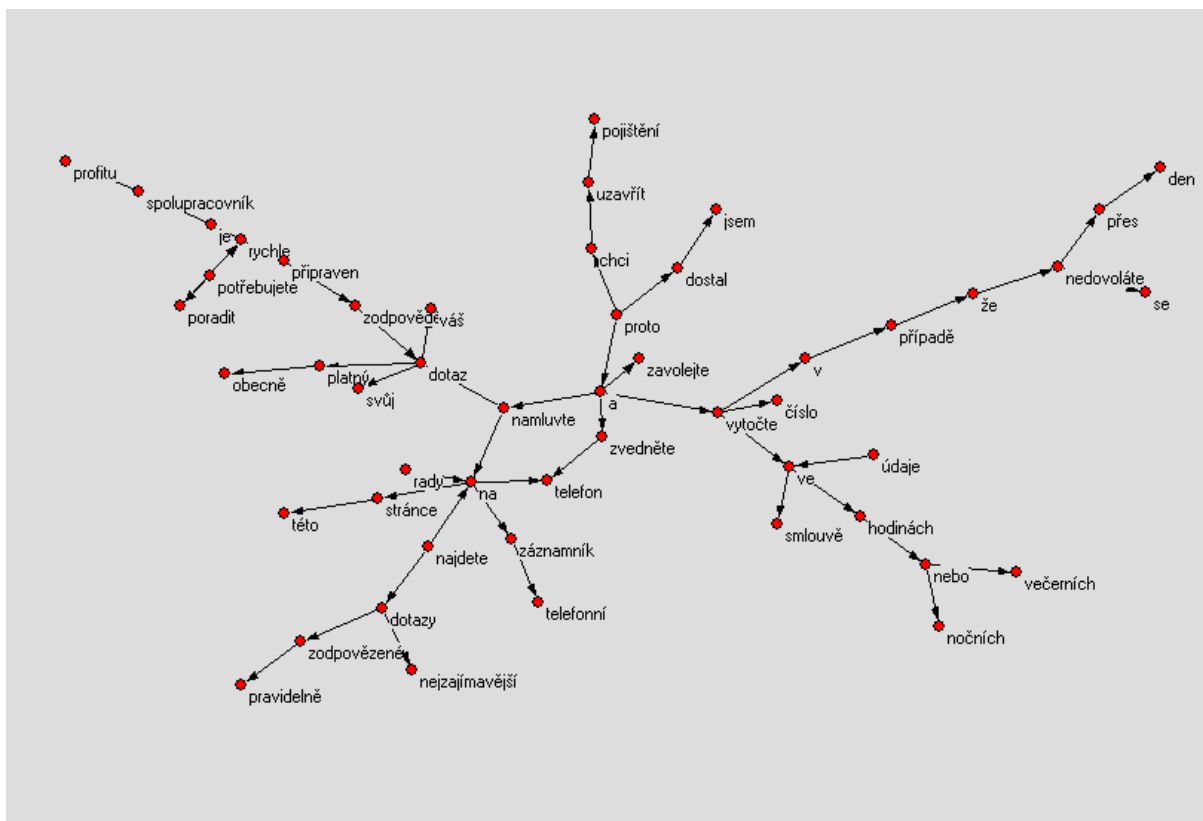 pojištění
profitu
den
uzavřít
spolupracovník
přes
jsem
je
rychle
chci
připraven
dostal
nedovoláte
potřebujete
se
poradit
že
zodpověde
váš
proto
případě
v
zavolejte
dotaz
platný
obecně
svůj
a
namluvte
číslo
vytočte
zvedněte
údaje
ve
rady
na
telefon
stránce
této
smlouvě
hodinách
záznamník
najdete
nebo
večerních
telefonní
dotazy
nočních
zodpovězené
nejzajímavější
pravidelně